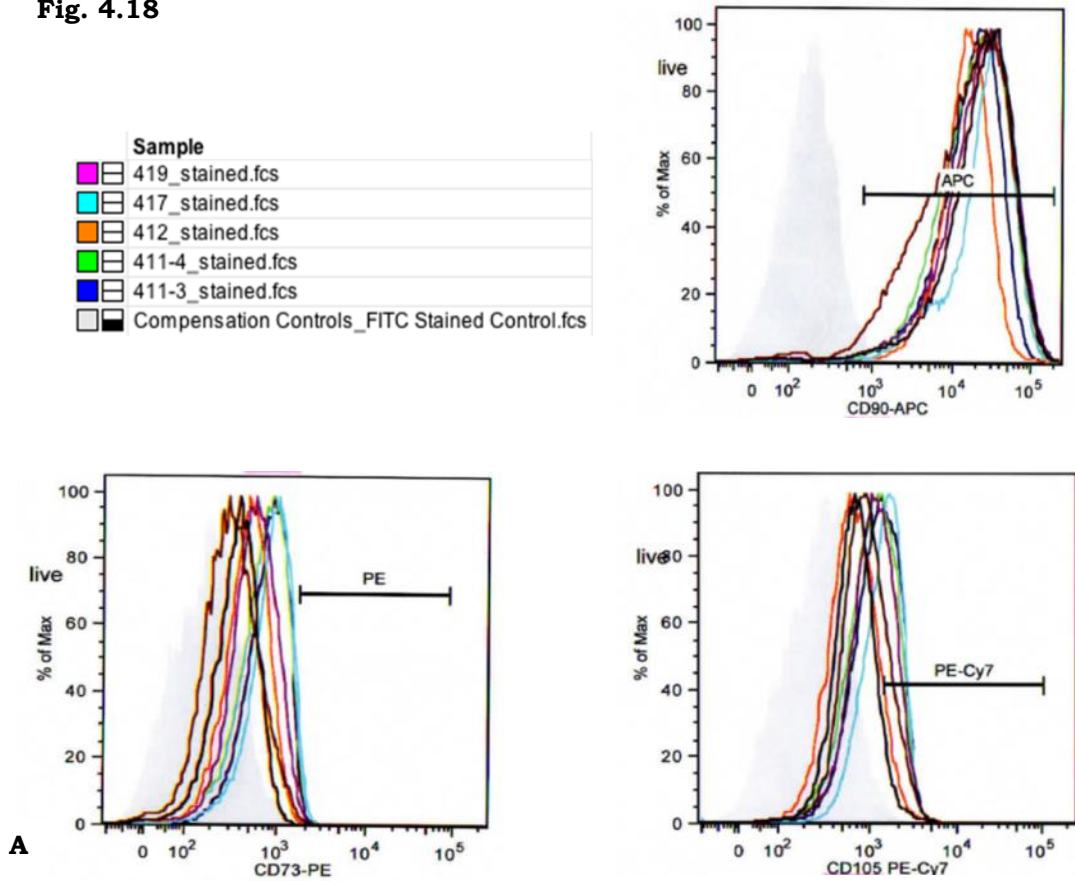 Fig. 4.18
Sample
419_stained.fcs
417_stained.fcs
412_stained.fcs
411-4_stained.fcs
411-3_stained.fcs
Compensation Controls_FITC Stained Control.fcs
live
% of Max
100
80
60
40
20
0
APC
0 10² 10³ 10⁴ 10⁵
CD90-APC
live
% of Max
100
80
60
40
20
0
PE
0 10² 10³ 10⁴ 10⁵
CD73-PE
live
% of Max
100
80
60
40
20
0
PE-Cy7
0 10² 10³ 10⁴ 10⁵
CD105 PE-Cy7
A